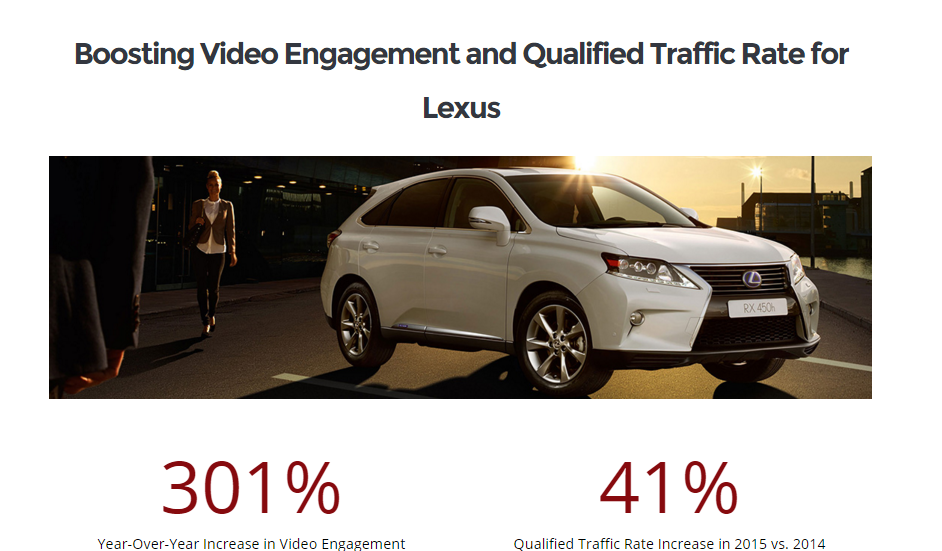 Boosting Video Engagement and Qualified Traffic Rate for
Lexus
RX 450h
301%
41%
Year-Over-Year Increase in Video Engagement
Qualified Traffic Rate Increase in 2015 vs. 2014